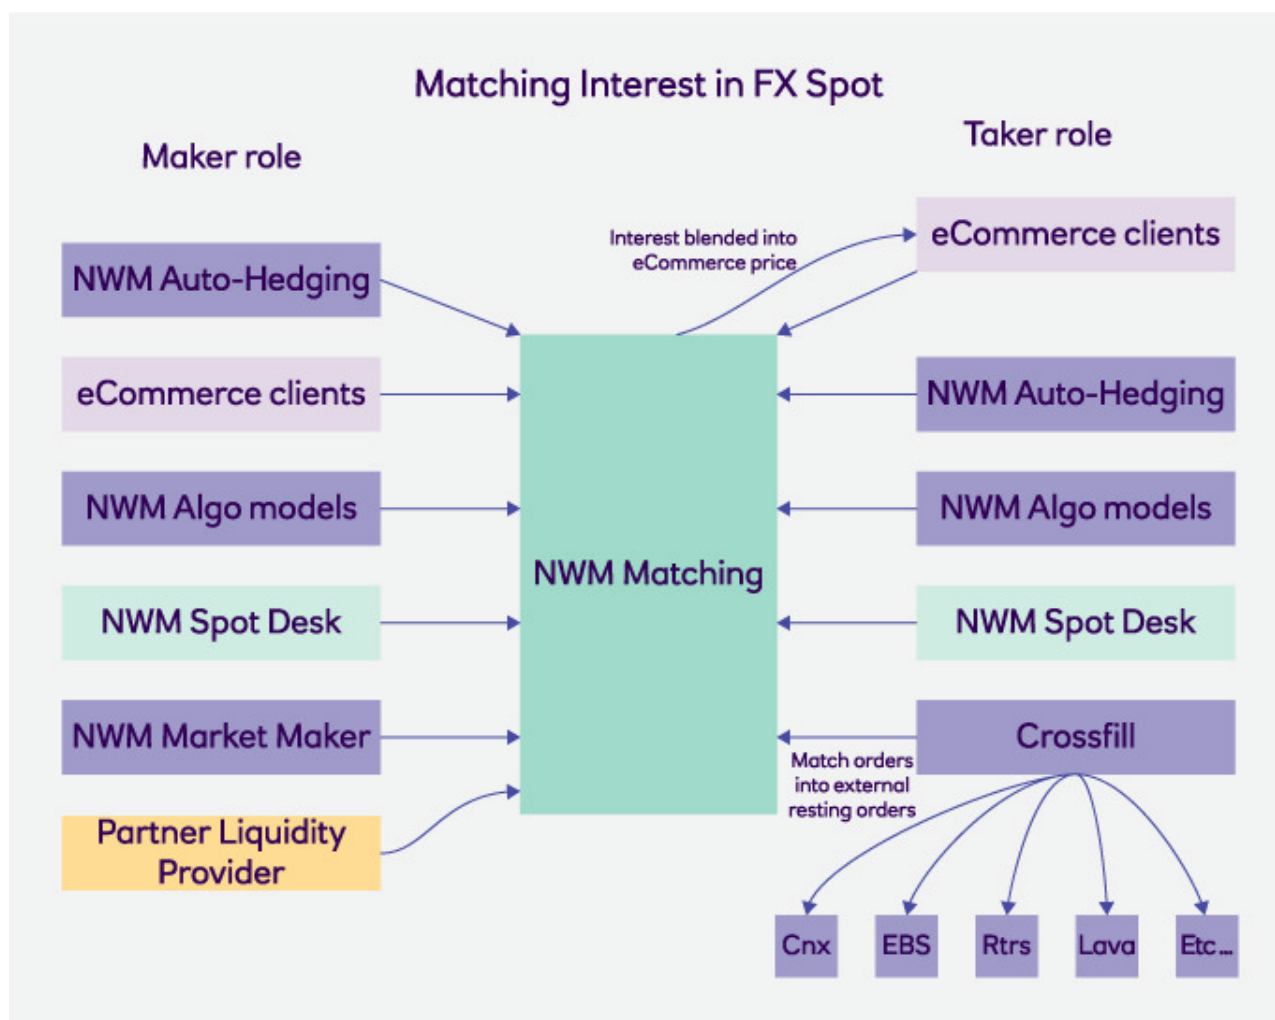 Matching Interest in FX Spot
Maker role
Taker role
NWM Auto-Hedging
eCommerce clients
NWM Algo models
NWM Spot Desk
NWM Market Maker
Partner Liquidity
Provider
Interest blended into
eCommerce price
NWM Matching
eCommerce clients
NWM Auto-Hedging
NWM Algo models
NWM Spot Desk
Crossfill
Match orders
into external
resting orders
Cnx
EBS
Rtrs
Lava
Etc...